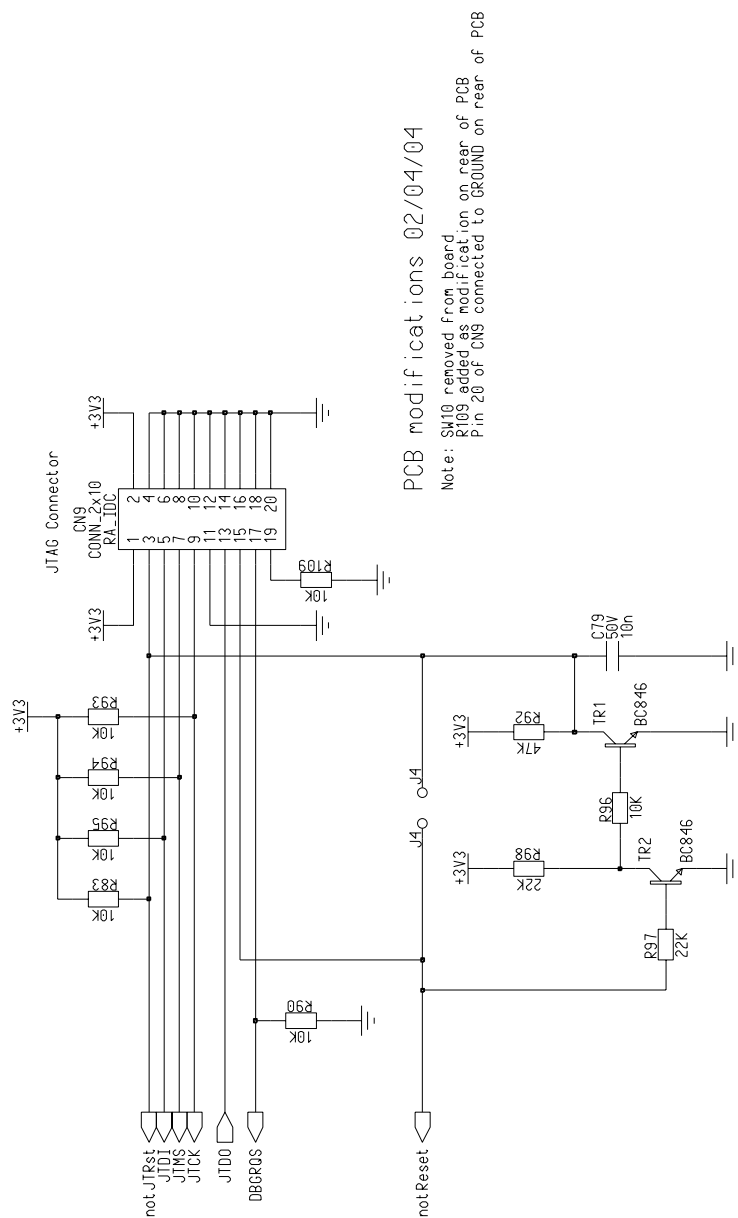 JTAG Connector
CN9
CONN_2x10
RA_IDC
+3V3
+3V3
1 2
3 4
5 6
7 8
9 10
11 12
13 14
15 16
17 18
19 20
+3V3
R83
10K
R95
10K
R94
10K
R93
10K
R109
10K
R90
10K
notJTRst
JTDI
JTMS
JTCK
JTDO
DBGRQS
notReset
J4
J4
+3V3
R98
22K
+3V3
R92
47K
R97
22K
TR2
BC846
R96
10K
TR1
BC846
C79
50V
10n
PCB modifications 02/04/04
Note: SW10 removed from board
R109 added as modification on rear of PCB
Pin 20 of CN9 connected to GROUND on rear of PCB